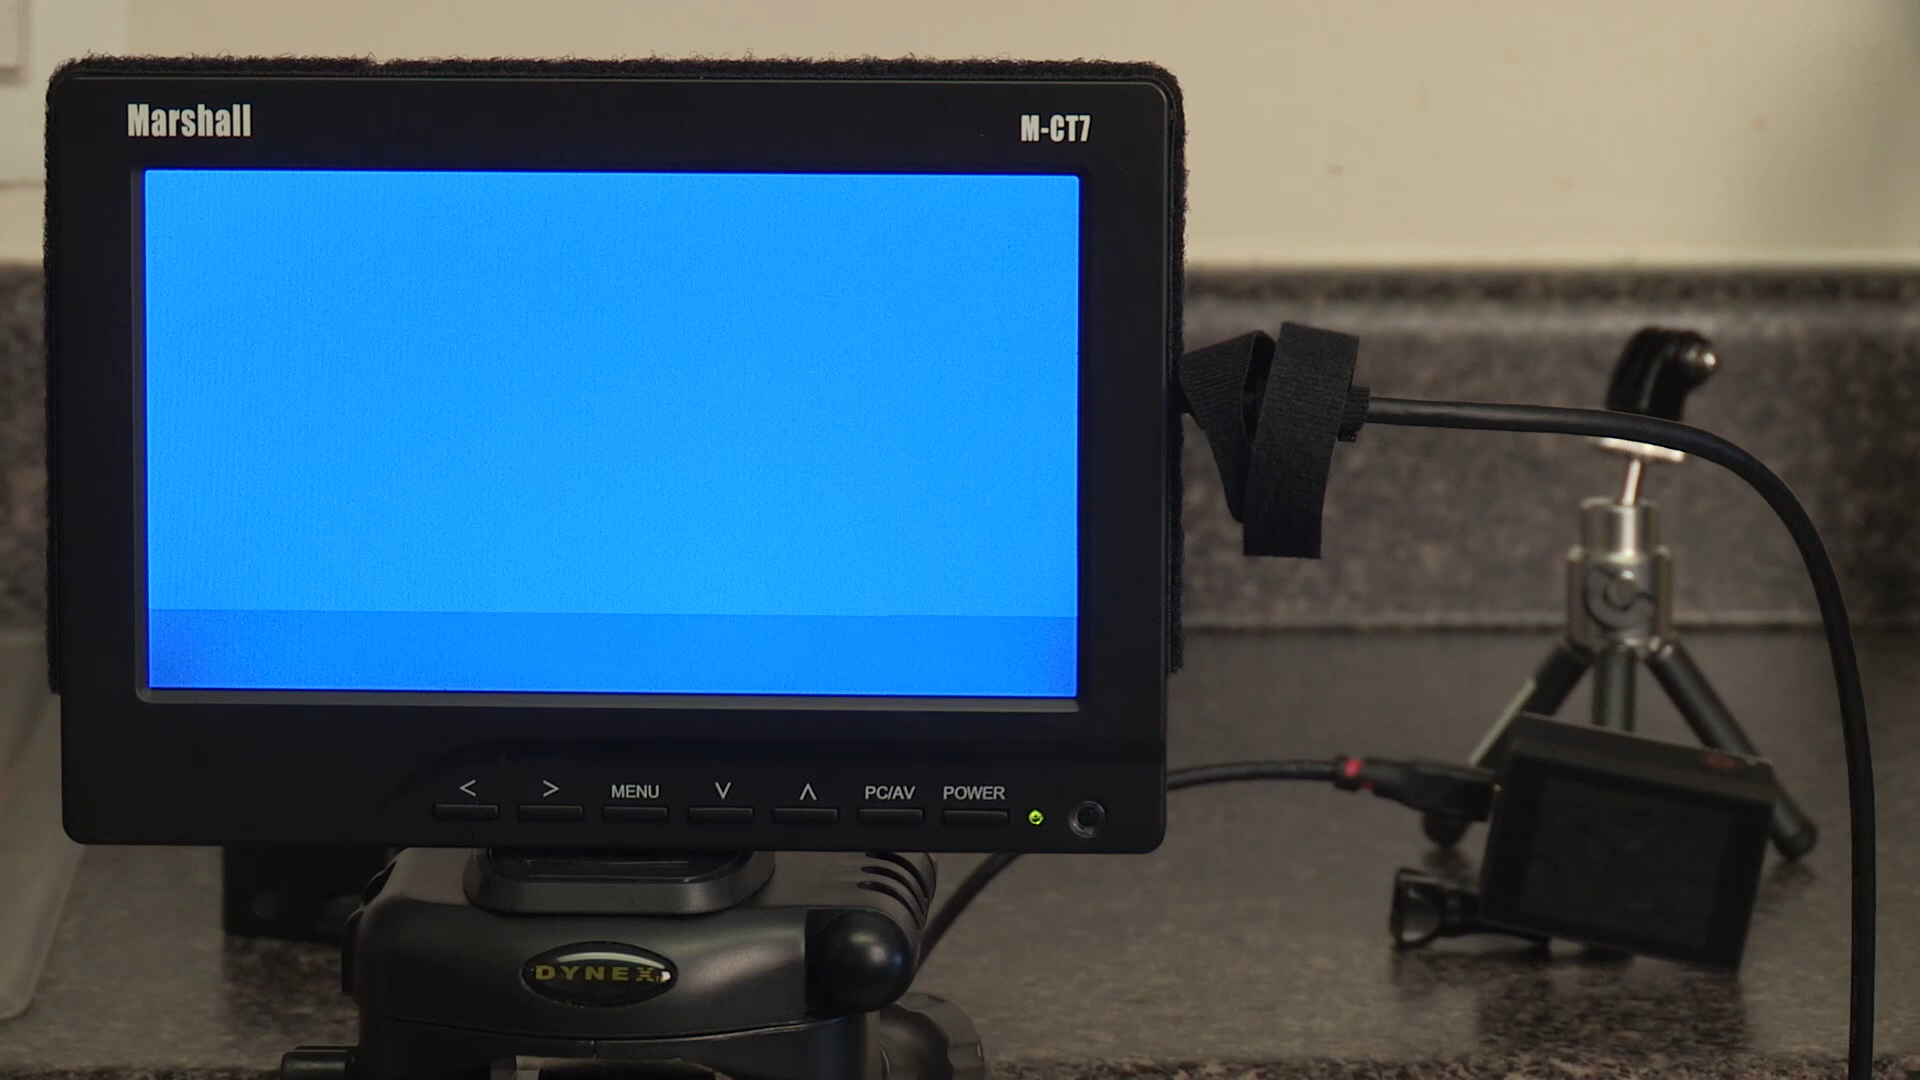 Marshall
M-CT7
< > MENU V Λ PC/AV POWER
DYNEX